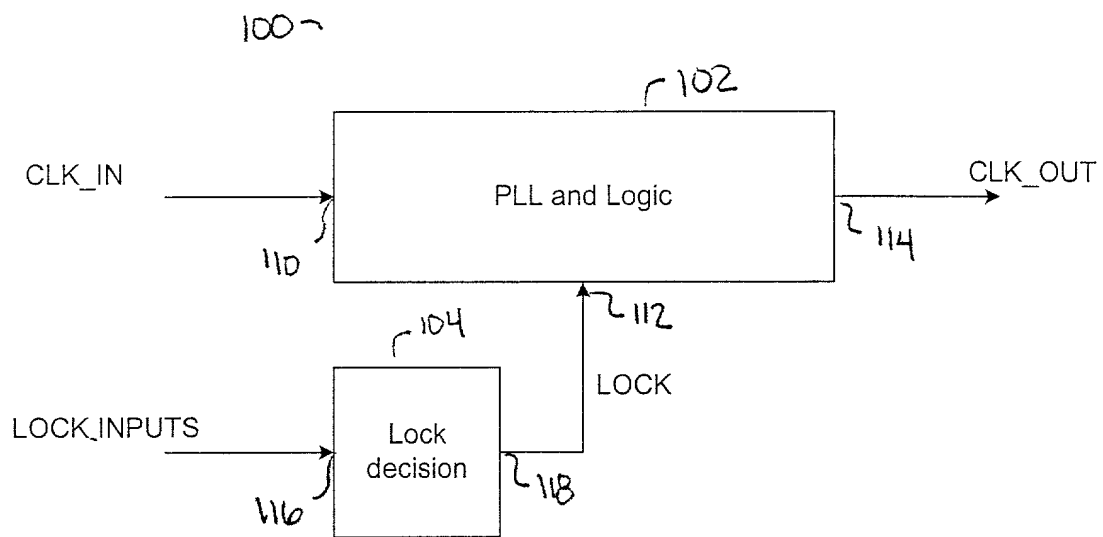 100
102
CLK_IN
PLL and Logic
CLK_OUT
110
114
112
104
LOCK
LOCK_INPUTS
Lock
decision
116
118